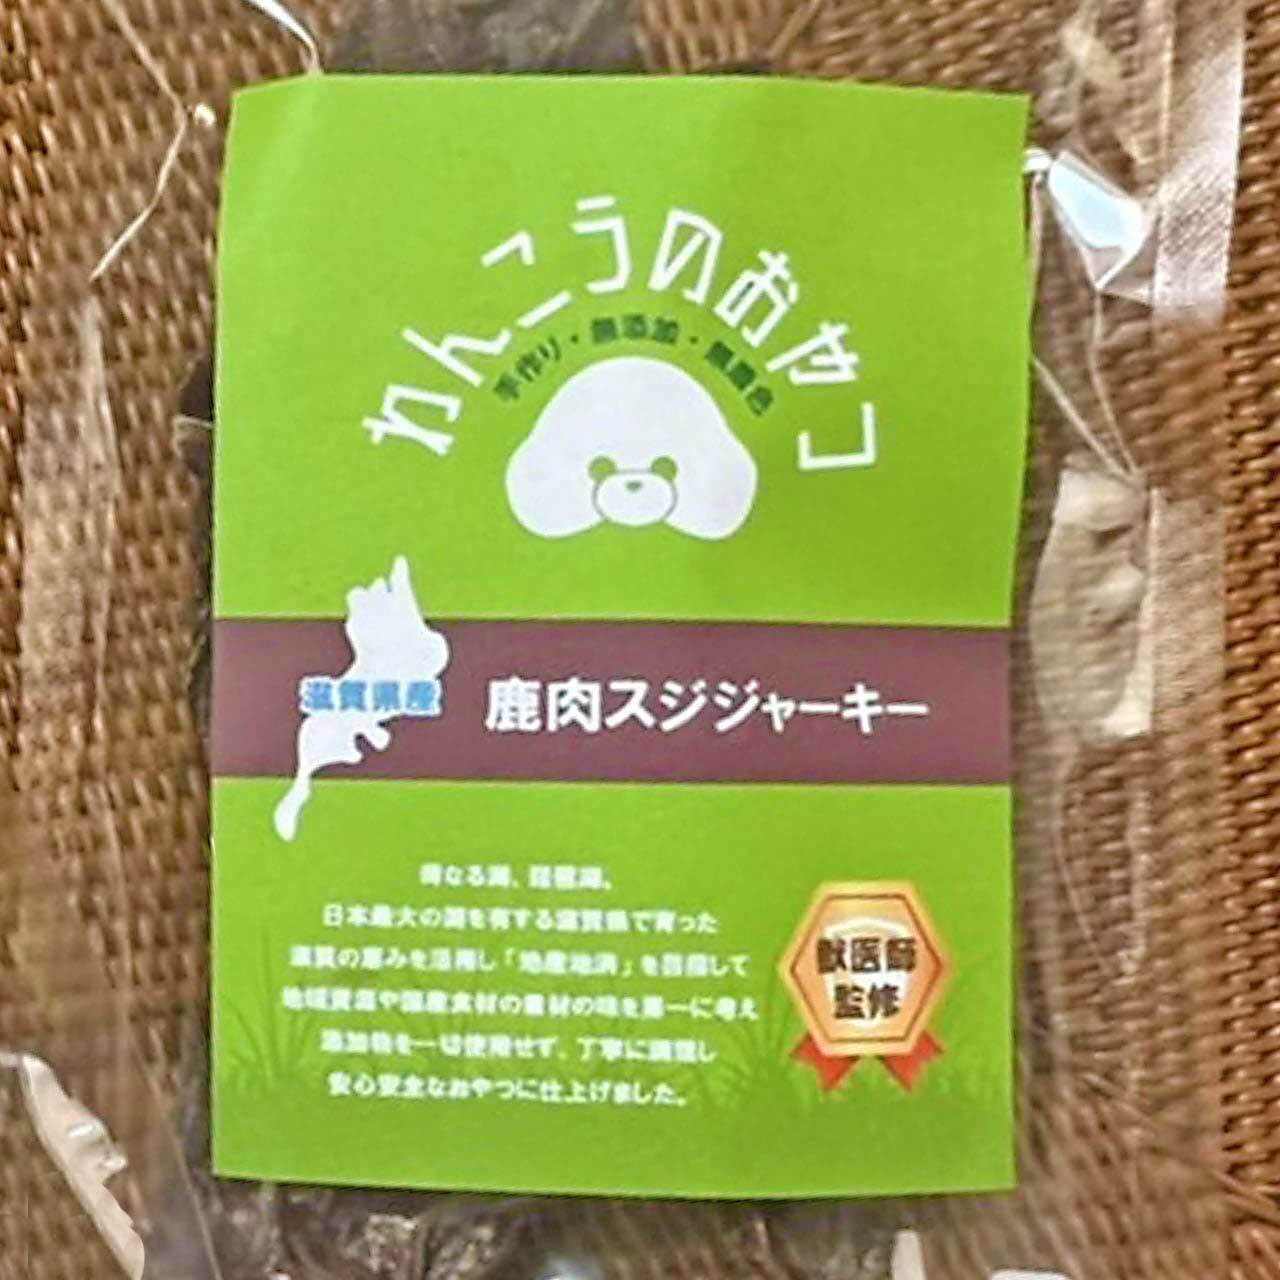 わんこうのおやつ
手作り・無添加・無着色
滋賀県産
鹿肉スジジャーキー
母なる湖、琵琶湖。
日本最大の湖を有する滋賀県で育った
滋賀の恵みを活用し「地産地消」を目指して
地域資源や国産食材の素材の味を第一に考え
添加物を一切使用せず、丁寧に調理し
安心安全なおやつに仕上げました。
獣医師
監修